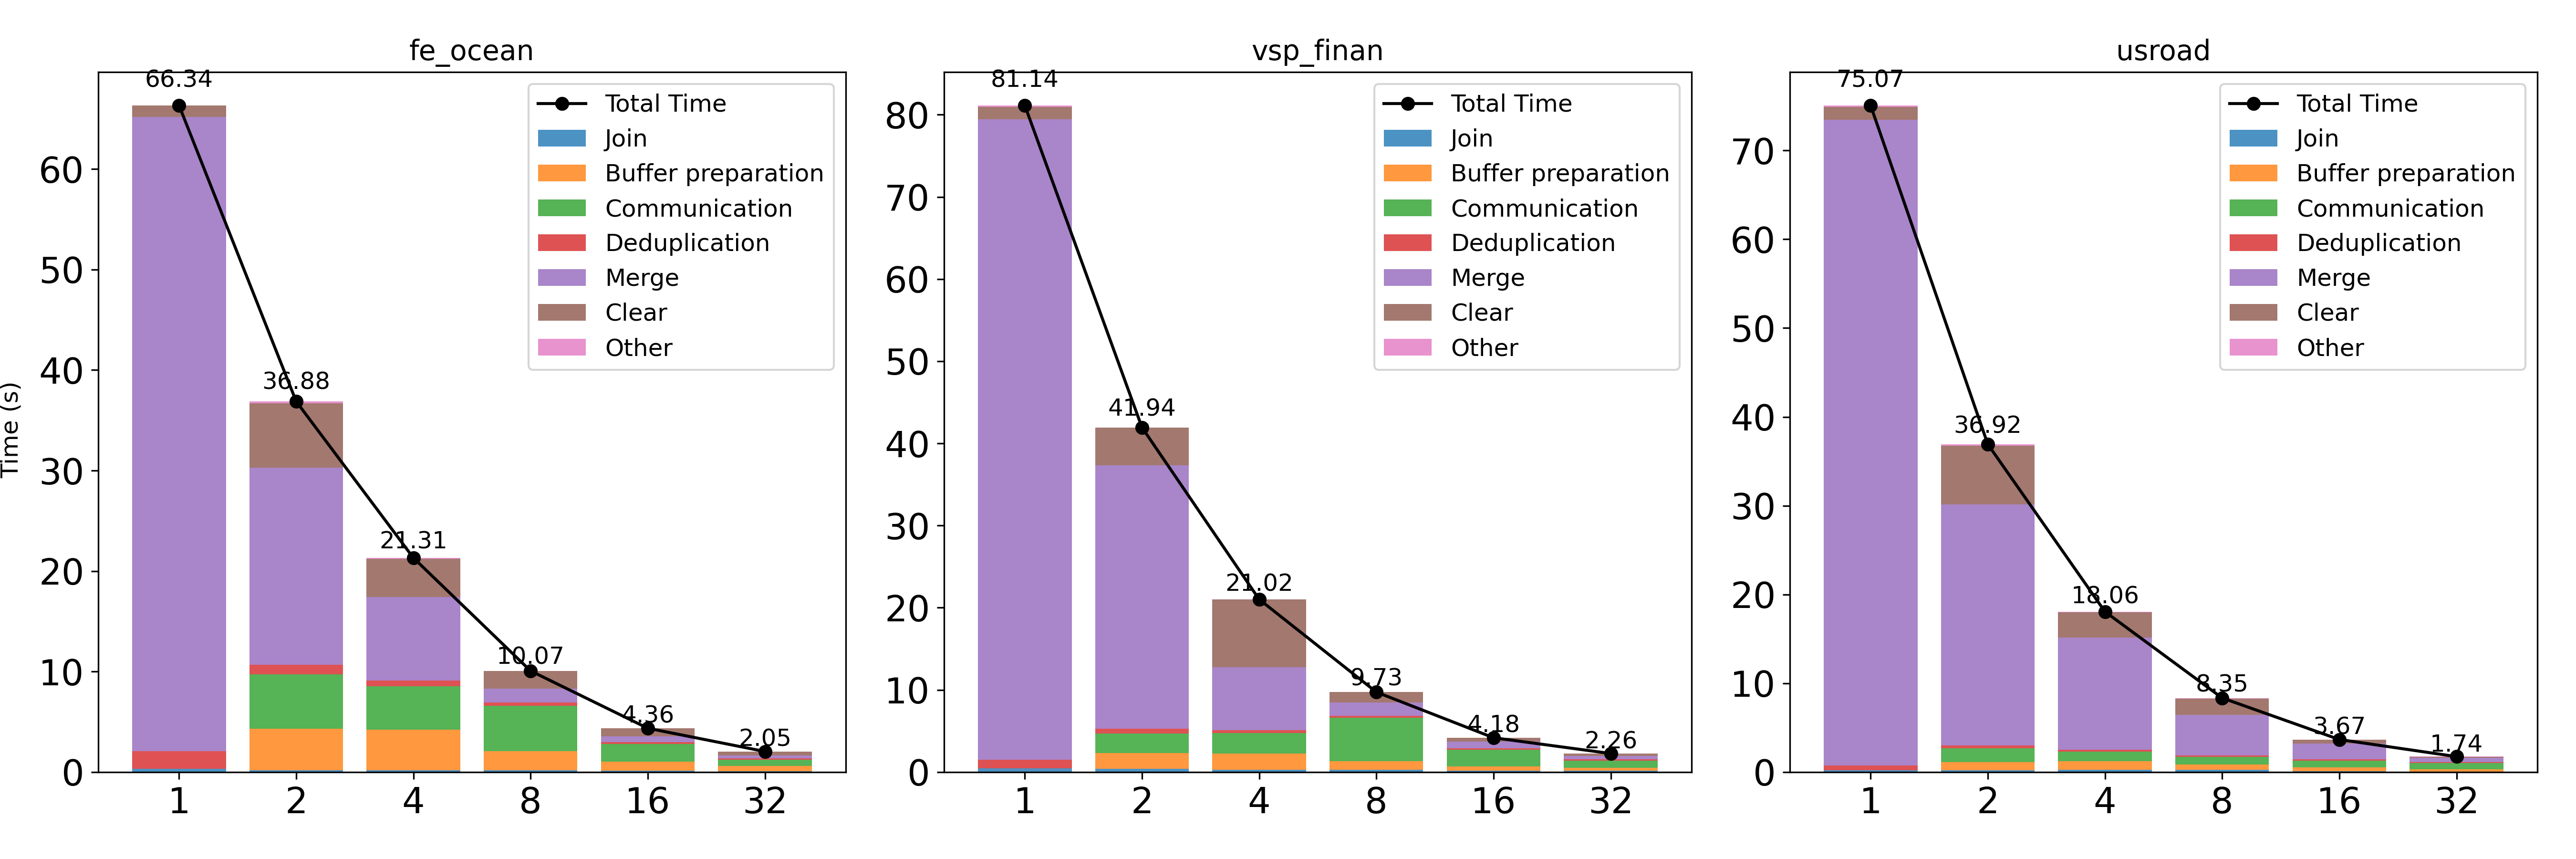 fe_ocean
66.34
36.88
21.31
10.07
4.36
2.05
Total Time
Join
Buffer preparation
Communication
Deduplication
Merge
Clear
Other
Time (s)
60
50
40
30
20
10
0
1 2 4 8 16 32
vsp_finan
81.14
41.94
21.02
9.73
4.18
2.26
Total Time
Join
Buffer preparation
Communication
Deduplication
Merge
Clear
Other
80
70
60
50
40
30
20
10
0
1 2 4 8 16 32
usroad
75.07
36.92
18.06
8.35
3.67
1.74
Total Time
Join
Buffer preparation
Communication
Deduplication
Merge
Clear
Other
70
60
50
40
30
20
10
0
1 2 4 8 16 32